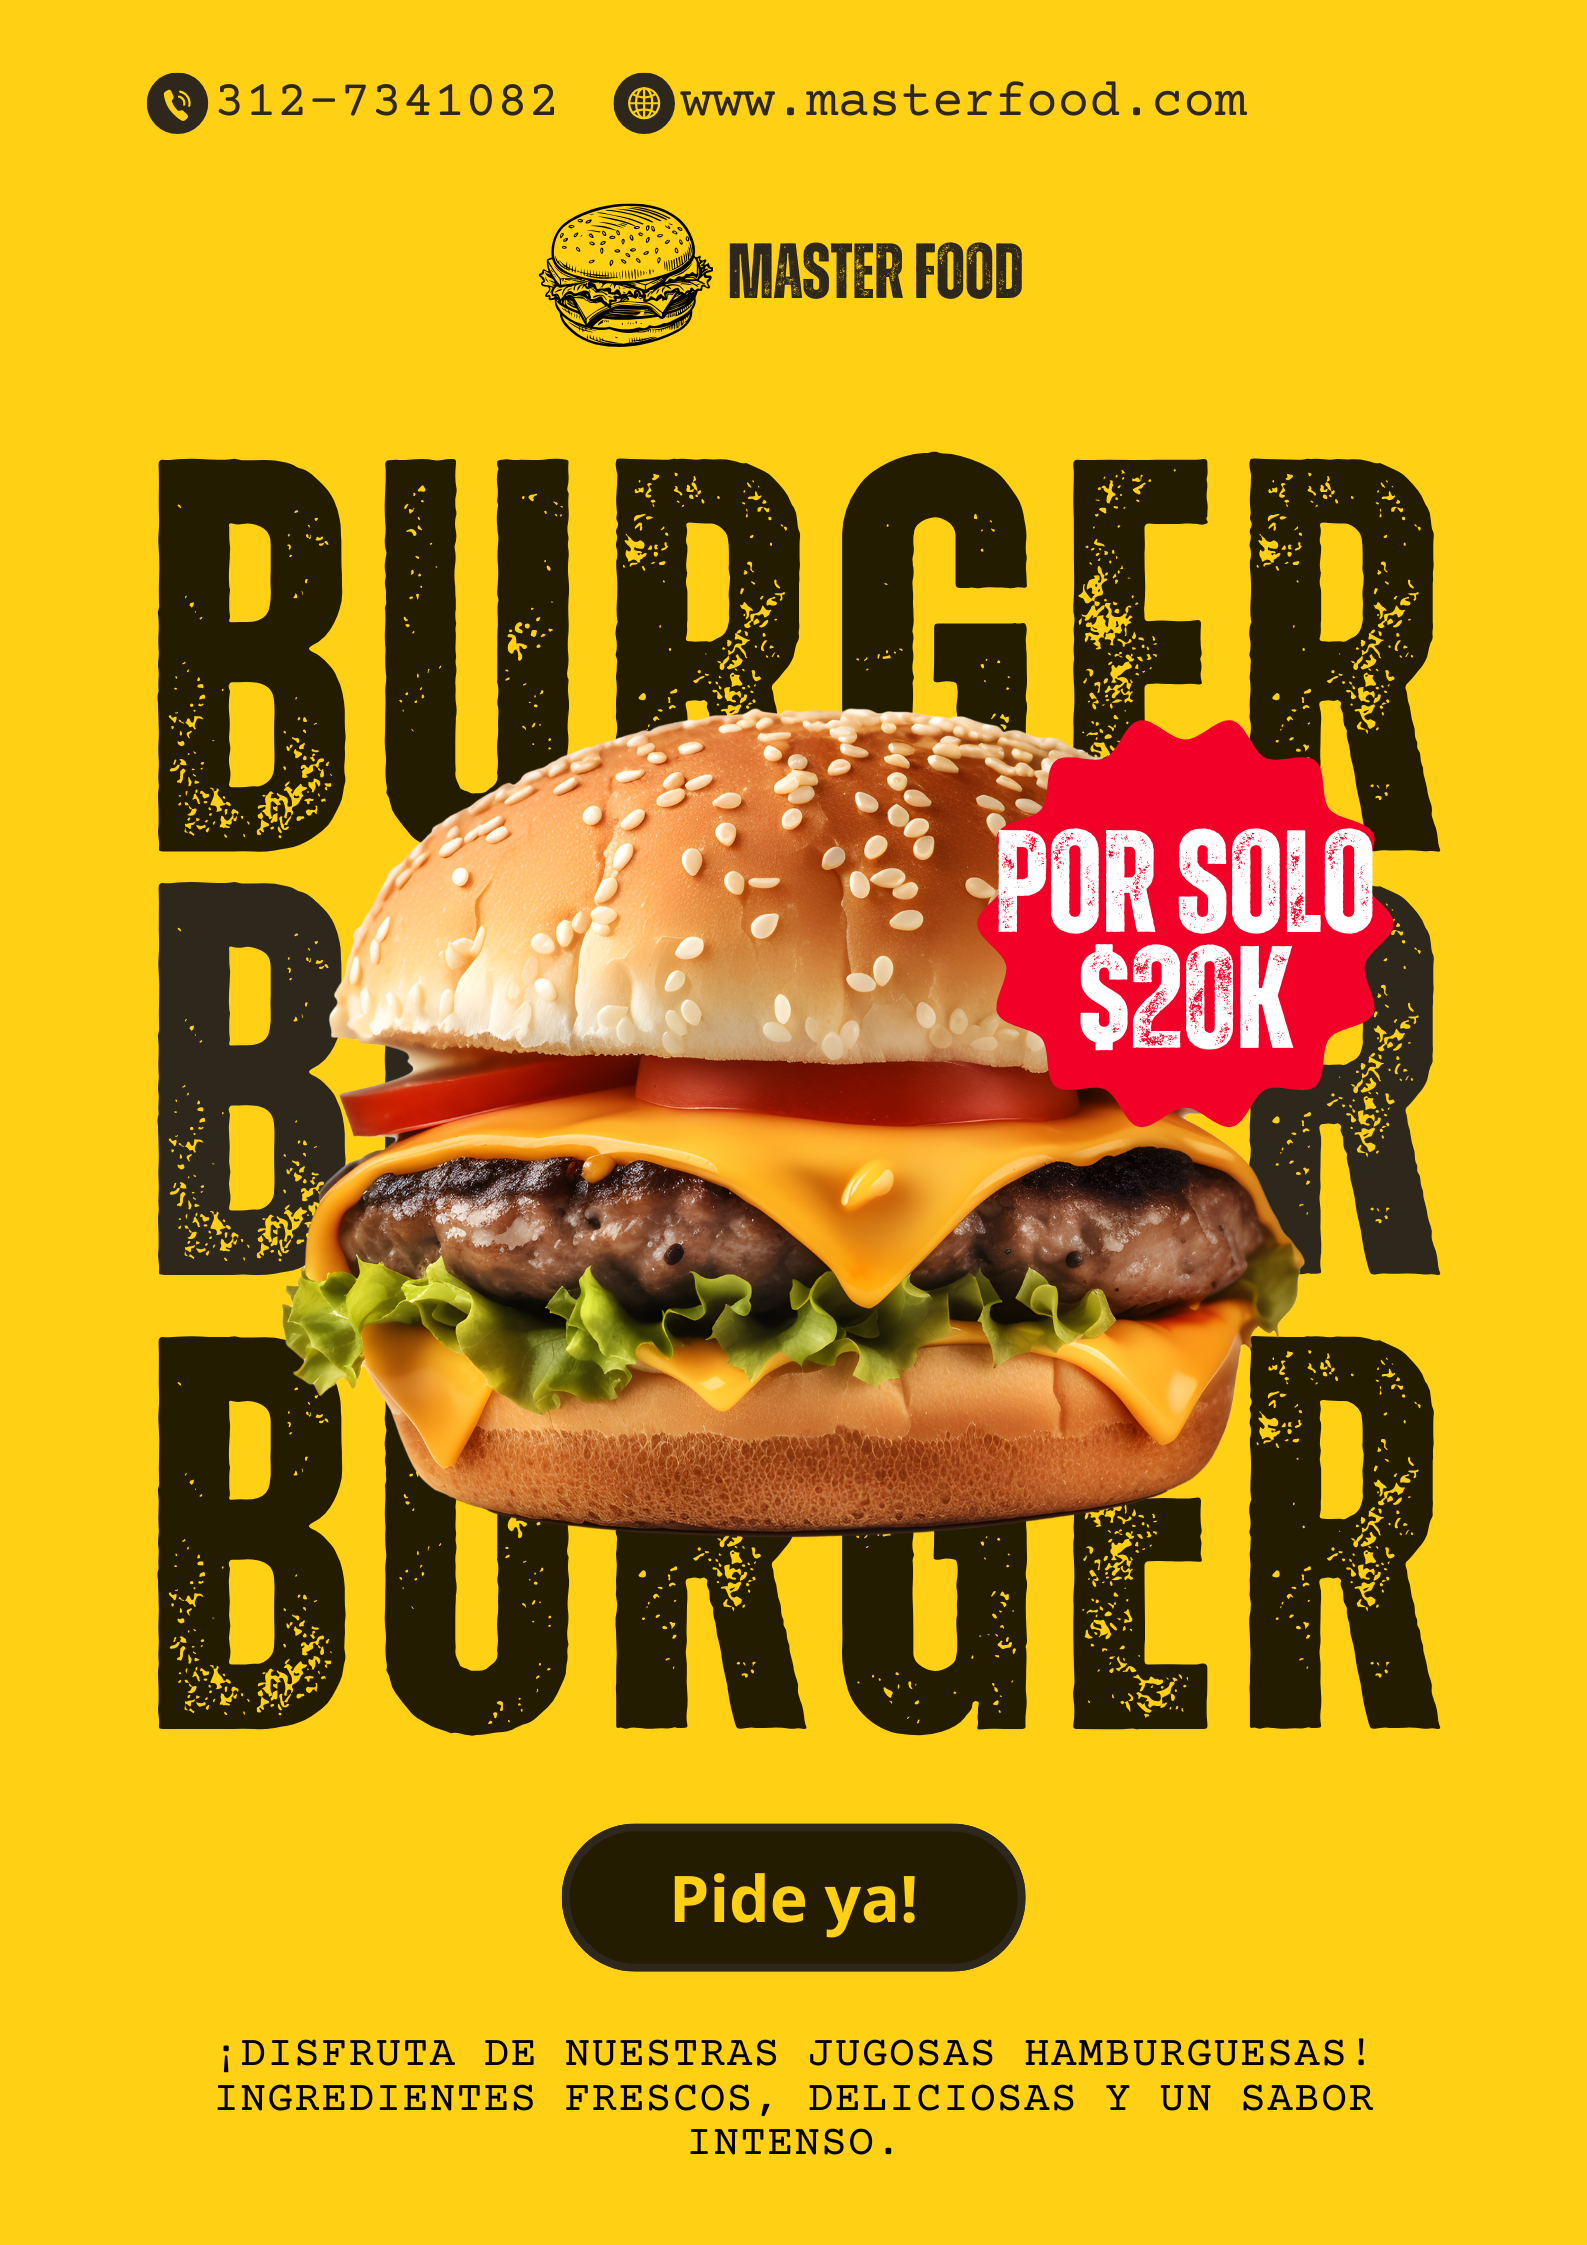 312-7341082 www.masterfood.com
MASTER FOOD
BURGER
POR SOLO
$20K
BURGER
Pide ya!
¡DISFRUTA DE NUESTRAS JUGOSAS HAMBURGUESAS!
INGREDIENTES FRESCOS, DELICIOSAS Y UN SABOR
INTENSO.